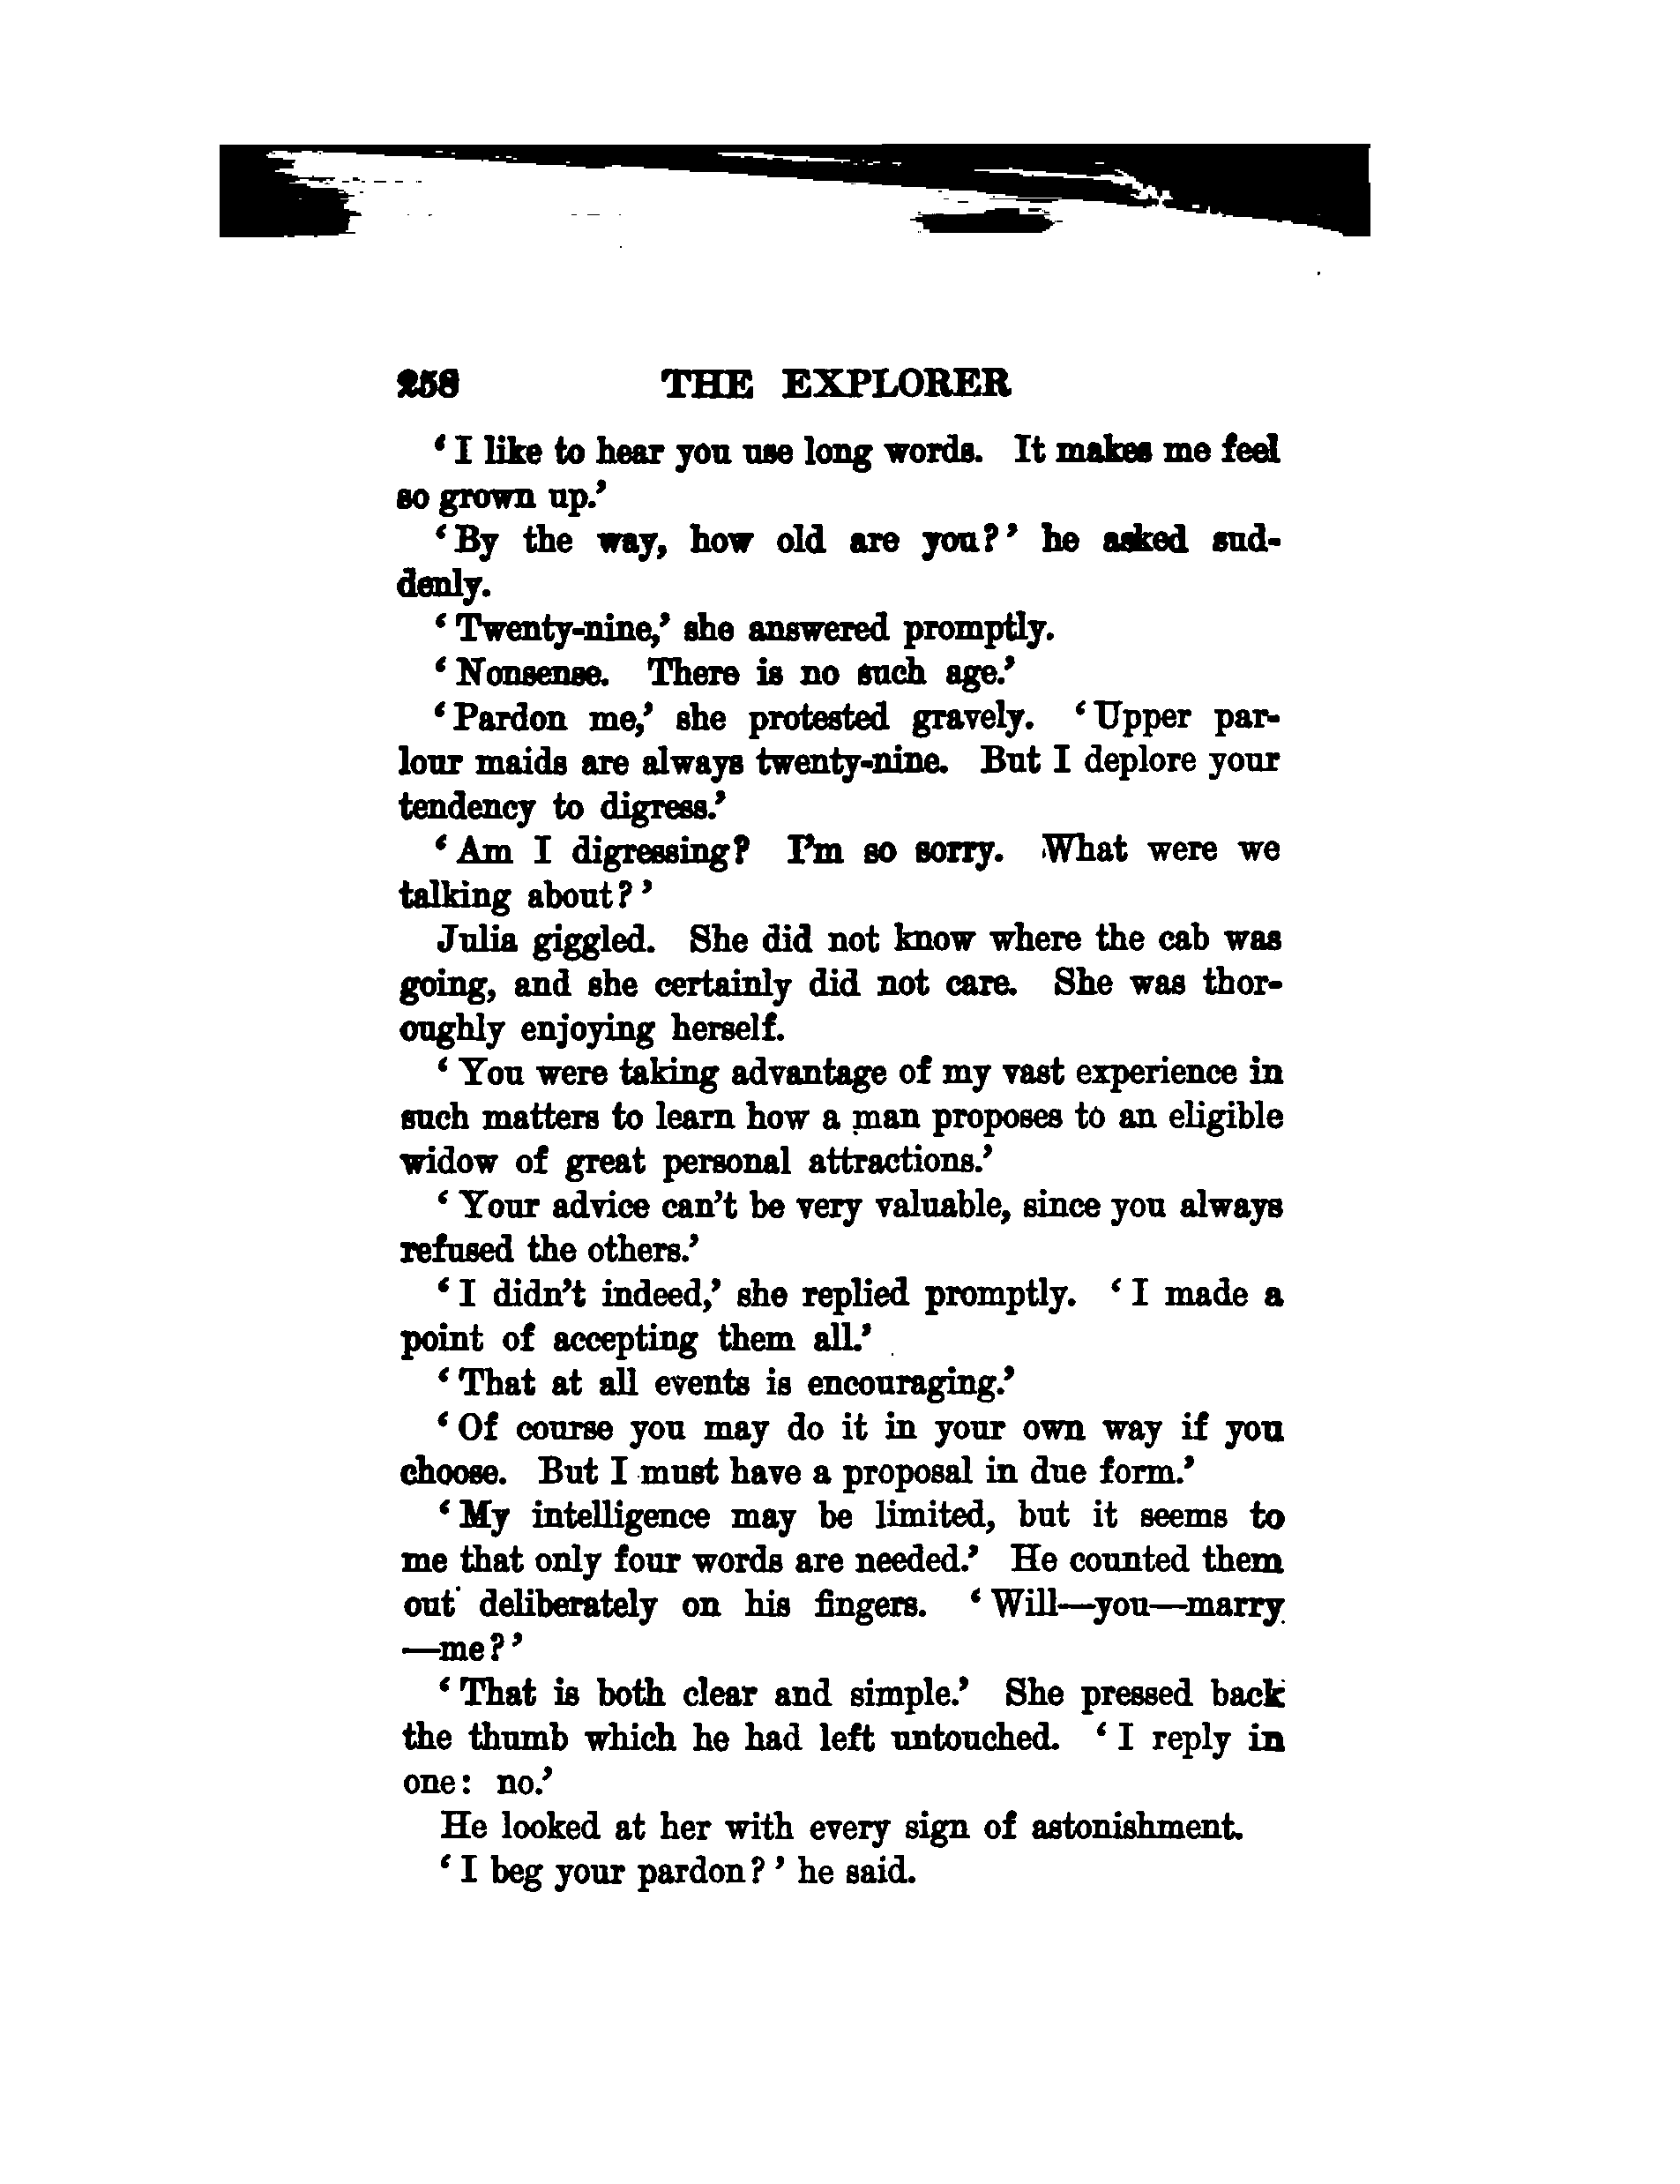 258 THE EXPLORER
‘I like to hear you use long words. It makes me feel
so grown up.’
‘By the way, how old are you?’ he asked sud-
denly.
‘Twenty-nine,’ she answered promptly.
‘Nonsense. There is no such age.’
‘Pardon me,’ she protested gravely. ‘Upper par-
lour maids are always twenty-nine. But I deplore your
tendency to digress.’
‘Am I digressing? I’m so sorry. What were we
talking about?’
Julia giggled. She did not know where the cab was
going, and she certainly did not care. She was thor-
oughly enjoying herself.
‘You were taking advantage of my vast experience in
such matters to learn how a man proposes to an eligible
widow of great personal attractions.’
‘Your advice can’t be very valuable, since you always
refused the others.’
‘I didn’t indeed,’ she replied promptly. ‘I made a
point of accepting them all.’
‘That at all events is encouraging.’
‘Of course you may do it in your own way if you
choose. But I must have a proposal in due form.’
‘My intelligence may be limited, but it seems to
me that only four words are needed.’ He counted them
out deliberately on his fingers. ‘Will—you—marry
—me?’
‘That is both clear and simple.’ She pressed back
the thumb which he had left untouched. ‘I reply in
one: no.’
He looked at her with every sign of astonishment.
‘I beg your pardon?’ he said.